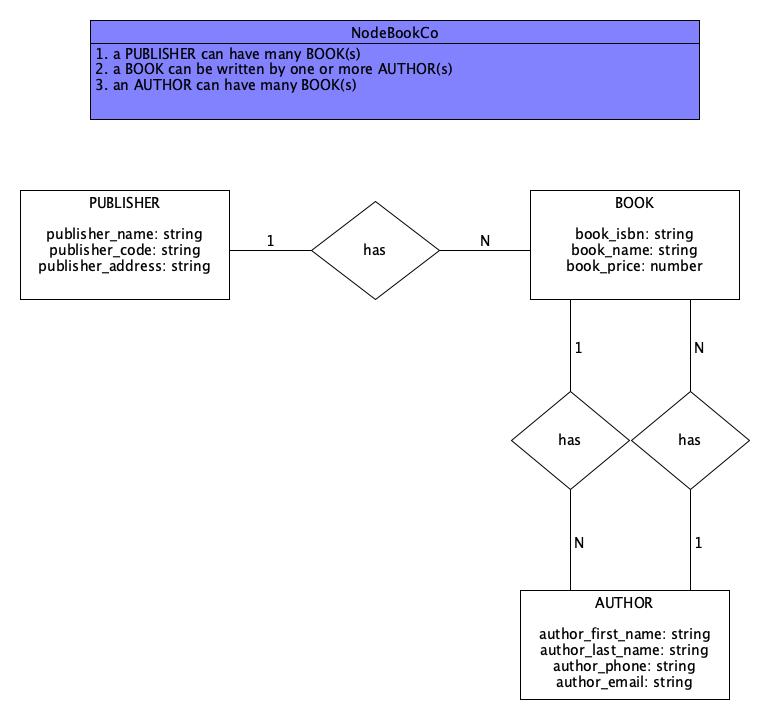 NodeBookCo
1. a PUBLISHER can have many BOOK(s)
2. a BOOK can be written by one or more AUTHOR(s)
3. an AUTHOR can have many BOOK(s)
PUBLISHER
publisher_name: string
publisher_code: string
publisher_address: string
1
has
N
BOOK
book_isbn: string
book_name: string
book_price: number
1
N
has
has
N
1
AUTHOR
author_first_name: string
author_last_name: string
author_phone: string
author_email: string